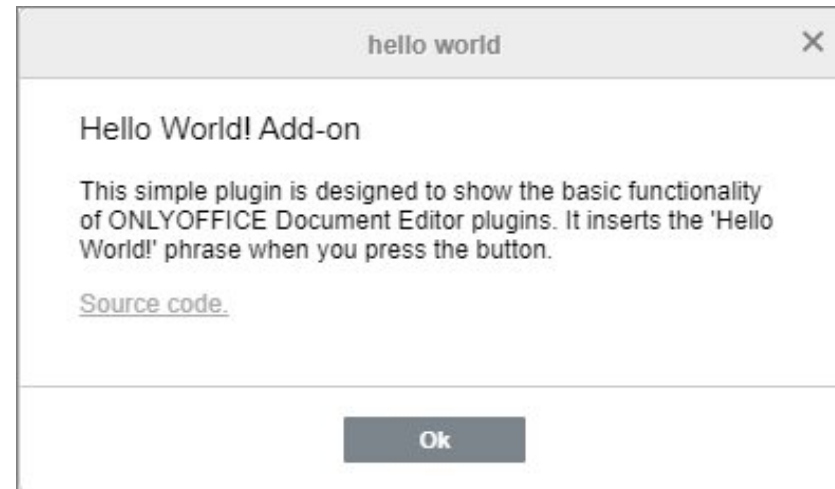 hello world
Hello World! Add-on
This simple plugin is designed to show the basic functionality
of ONLYOFFICE Document Editor plugins. It inserts the 'Hello
World!' phrase when you press the button.
Source code.
Ok